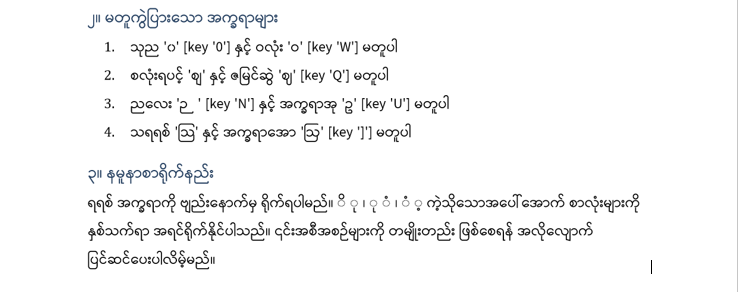 ၂။ မတူကွဲပြားသော အက္ခရာများ
1. သုည '၀' [key '0'] နှင့် ဝလုံး 'ဝ' [key 'W'] မတူပါ
2. စလုံးရပင့် 'ဈ' နှင့် ဇမြင်ဆွဲ 'ဈ' [key 'Q'] မတူပါ
3. ညလေး 'ဉ ' [key 'N'] နှင့် အက္ခရာအု 'ဥ' [key 'U'] မတူပါ
4. သရရစ် 'သြ' နှင့် အက္ခရာအော 'ဩ' [key ']'] မတူပါ
၃။ နမူနာစာရိုက်နည်း
ရရစ် အက္ခရာကို ဗျည်းနောက်မှ ရိုက်ရပါမည်။ ိ ု ၊ ု ံ ၊ ံ ့ ကဲ့သို့သောအပေါ် အောက် စာလုံးများကို
နှစ်သက်ရာ အရင်ရိုက်နိုင်ပါသည်။ ၎င်းအစီအစဉ်များကို တမျိုးတည်း ဖြစ်စေရန် အလိုလျောက်
ပြင်ဆင်ပေးပါလိမ့်မည်။